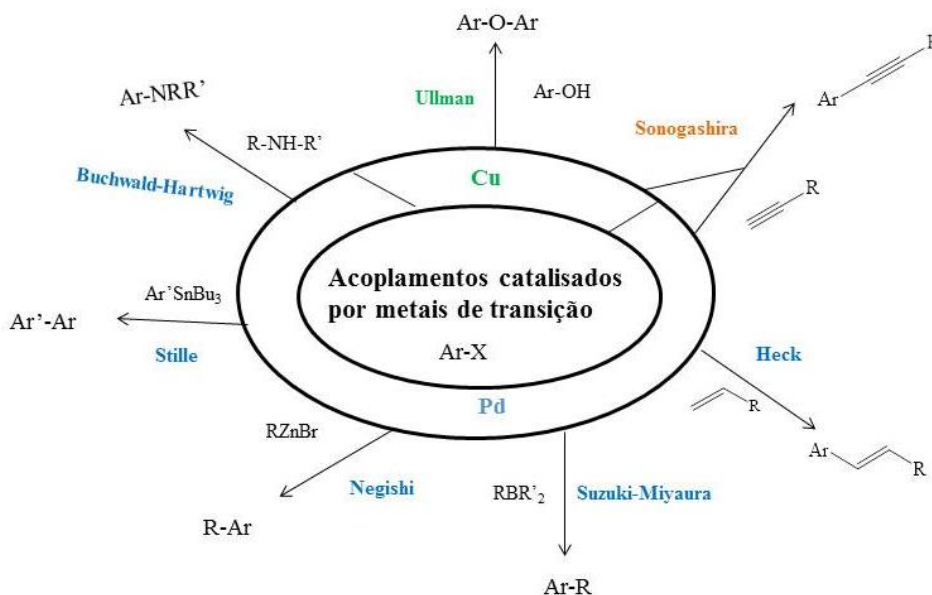 Ar-O-Ar
Ullman
Ar-OH
Ar-NRR’
R-NH-R’
Buchwald-Hartwig
Sonogashira
Ar
R
Cu
Acoplamentos catalisados
por metais de transição
Ar-X
Pd
Ar’SnBu₃
Ar’-Ar
Stille
Heck
R
Ar
R
RZnBr
Negishi
R-Ar
RBR’₂
Suzuki-Miyaura
Ar-R